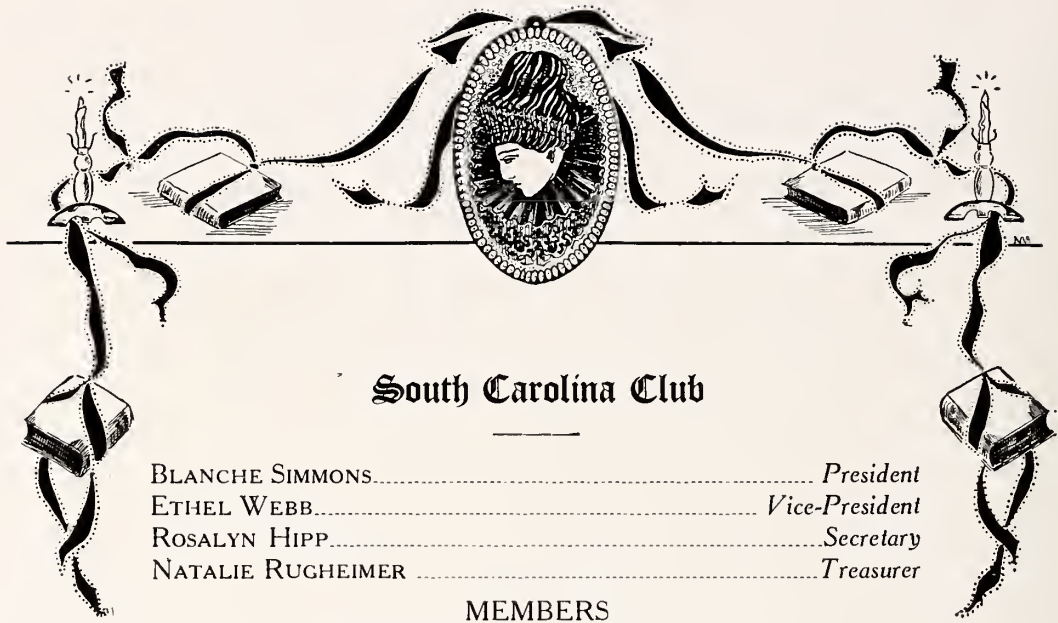 South Carolina Club
BLANCHE SIMMONS President
ETHEL WEBB Vice-President
ROSALYN HIPP Secretary
NATALIE RUGHEIMER Treasurer
MEMBERS